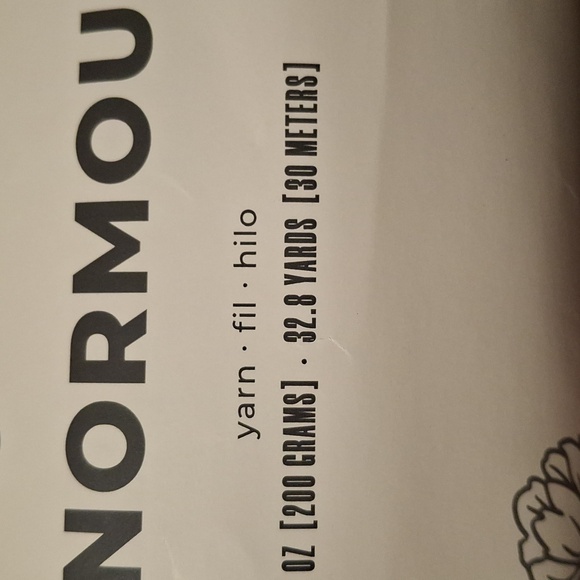 NORMOU
yarn · fil · hilo
OZ [200 GRAMS] · 32.8 YARDS [30 METERS]